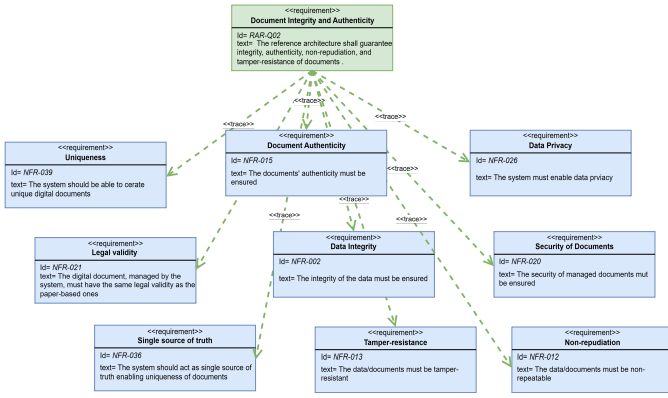 <<requirement>>
Document Integrity and Authenticity
Id= RAR-Q02
text=  The reference architecture shall guarantee
integrity, authenticity, non-repudiation, and
tamper-resistance of documents .
<<trace>>
<<trace>>
<<trace>>
<<requirement>>
Uniqueness
Id= NFR-039
text= The system should be able to cerate
unique digital documents
<<requirement>>
Document Authenticity
Id= NFR-015
text= The documents' authenticity must be
ensured
<<requirement>>
Data Privacy
Id= NFR-026
text= The system must enable data prviacy
<<trace>>
<<trace>>
<<trace>>
<<trace>>
<<requirement>>
Legal validity
Id= NFR-021
text= The digital document, managed by the
system, must have the same legal validity as the
paper-based ones
<<requirement>>
Data Integrity
Id= NFR-002
text= The integrity of the data must be ensured
<<requirement>>
Security of Documents
Id= NFR-020
text= The security of managed documents mut
be ensured
<<requirement>>
Single source of truth
Id= NFR-036
text= The system should act as single source of
truth enabling uniqueness of documents
<<requirement>>
Tamper-resistance
Id= NFR-013
text= The data/documents must be tamper-
resistant
<<requirement>>
Non-repudiation
Id= NFR-012
text= The data/documents must be non-
repeatable